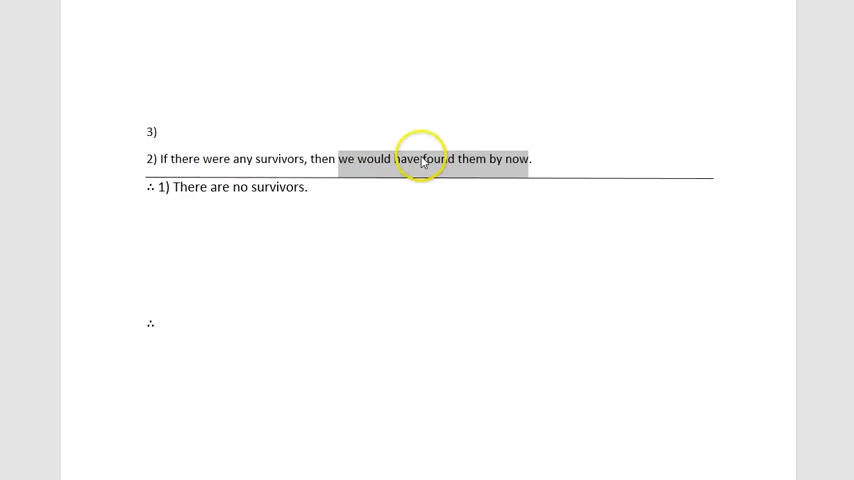 3)
2) If there were any survivors, then we would have found them by now.
∴ 1) There are no survivors.
∴